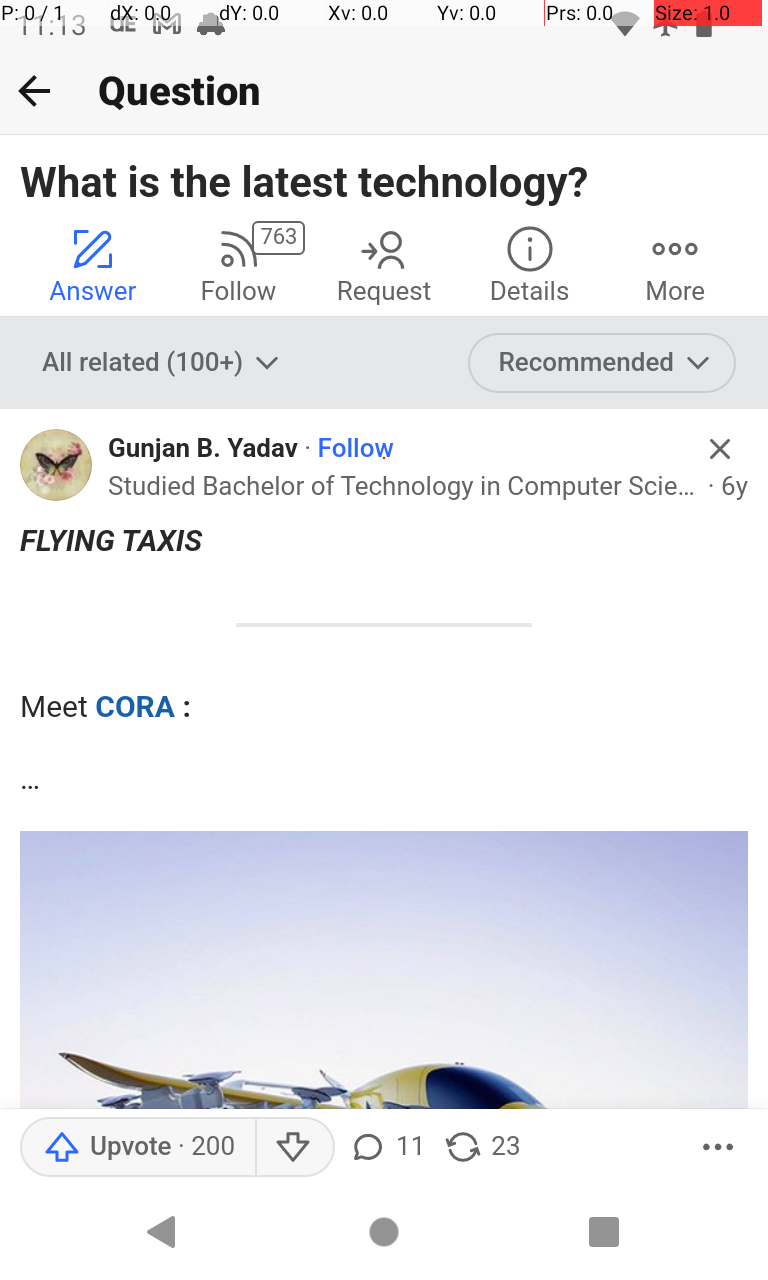 P: 0 / 1 dX: 0.0 dY: 0.0 Xv: 0.0 Yv: 0.0 Prs: 0.0 Size: 1.0
11:13
Question
What is the latest technology?
763
Answer Follow Request Details More
All related (100+) Recommended
Gunjan B. Yadav · Follow
Studied Bachelor of Technology in Computer Scie... · 6y
FLYING TAXIS
Meet CORA :
...
Upvote · 200 11 23